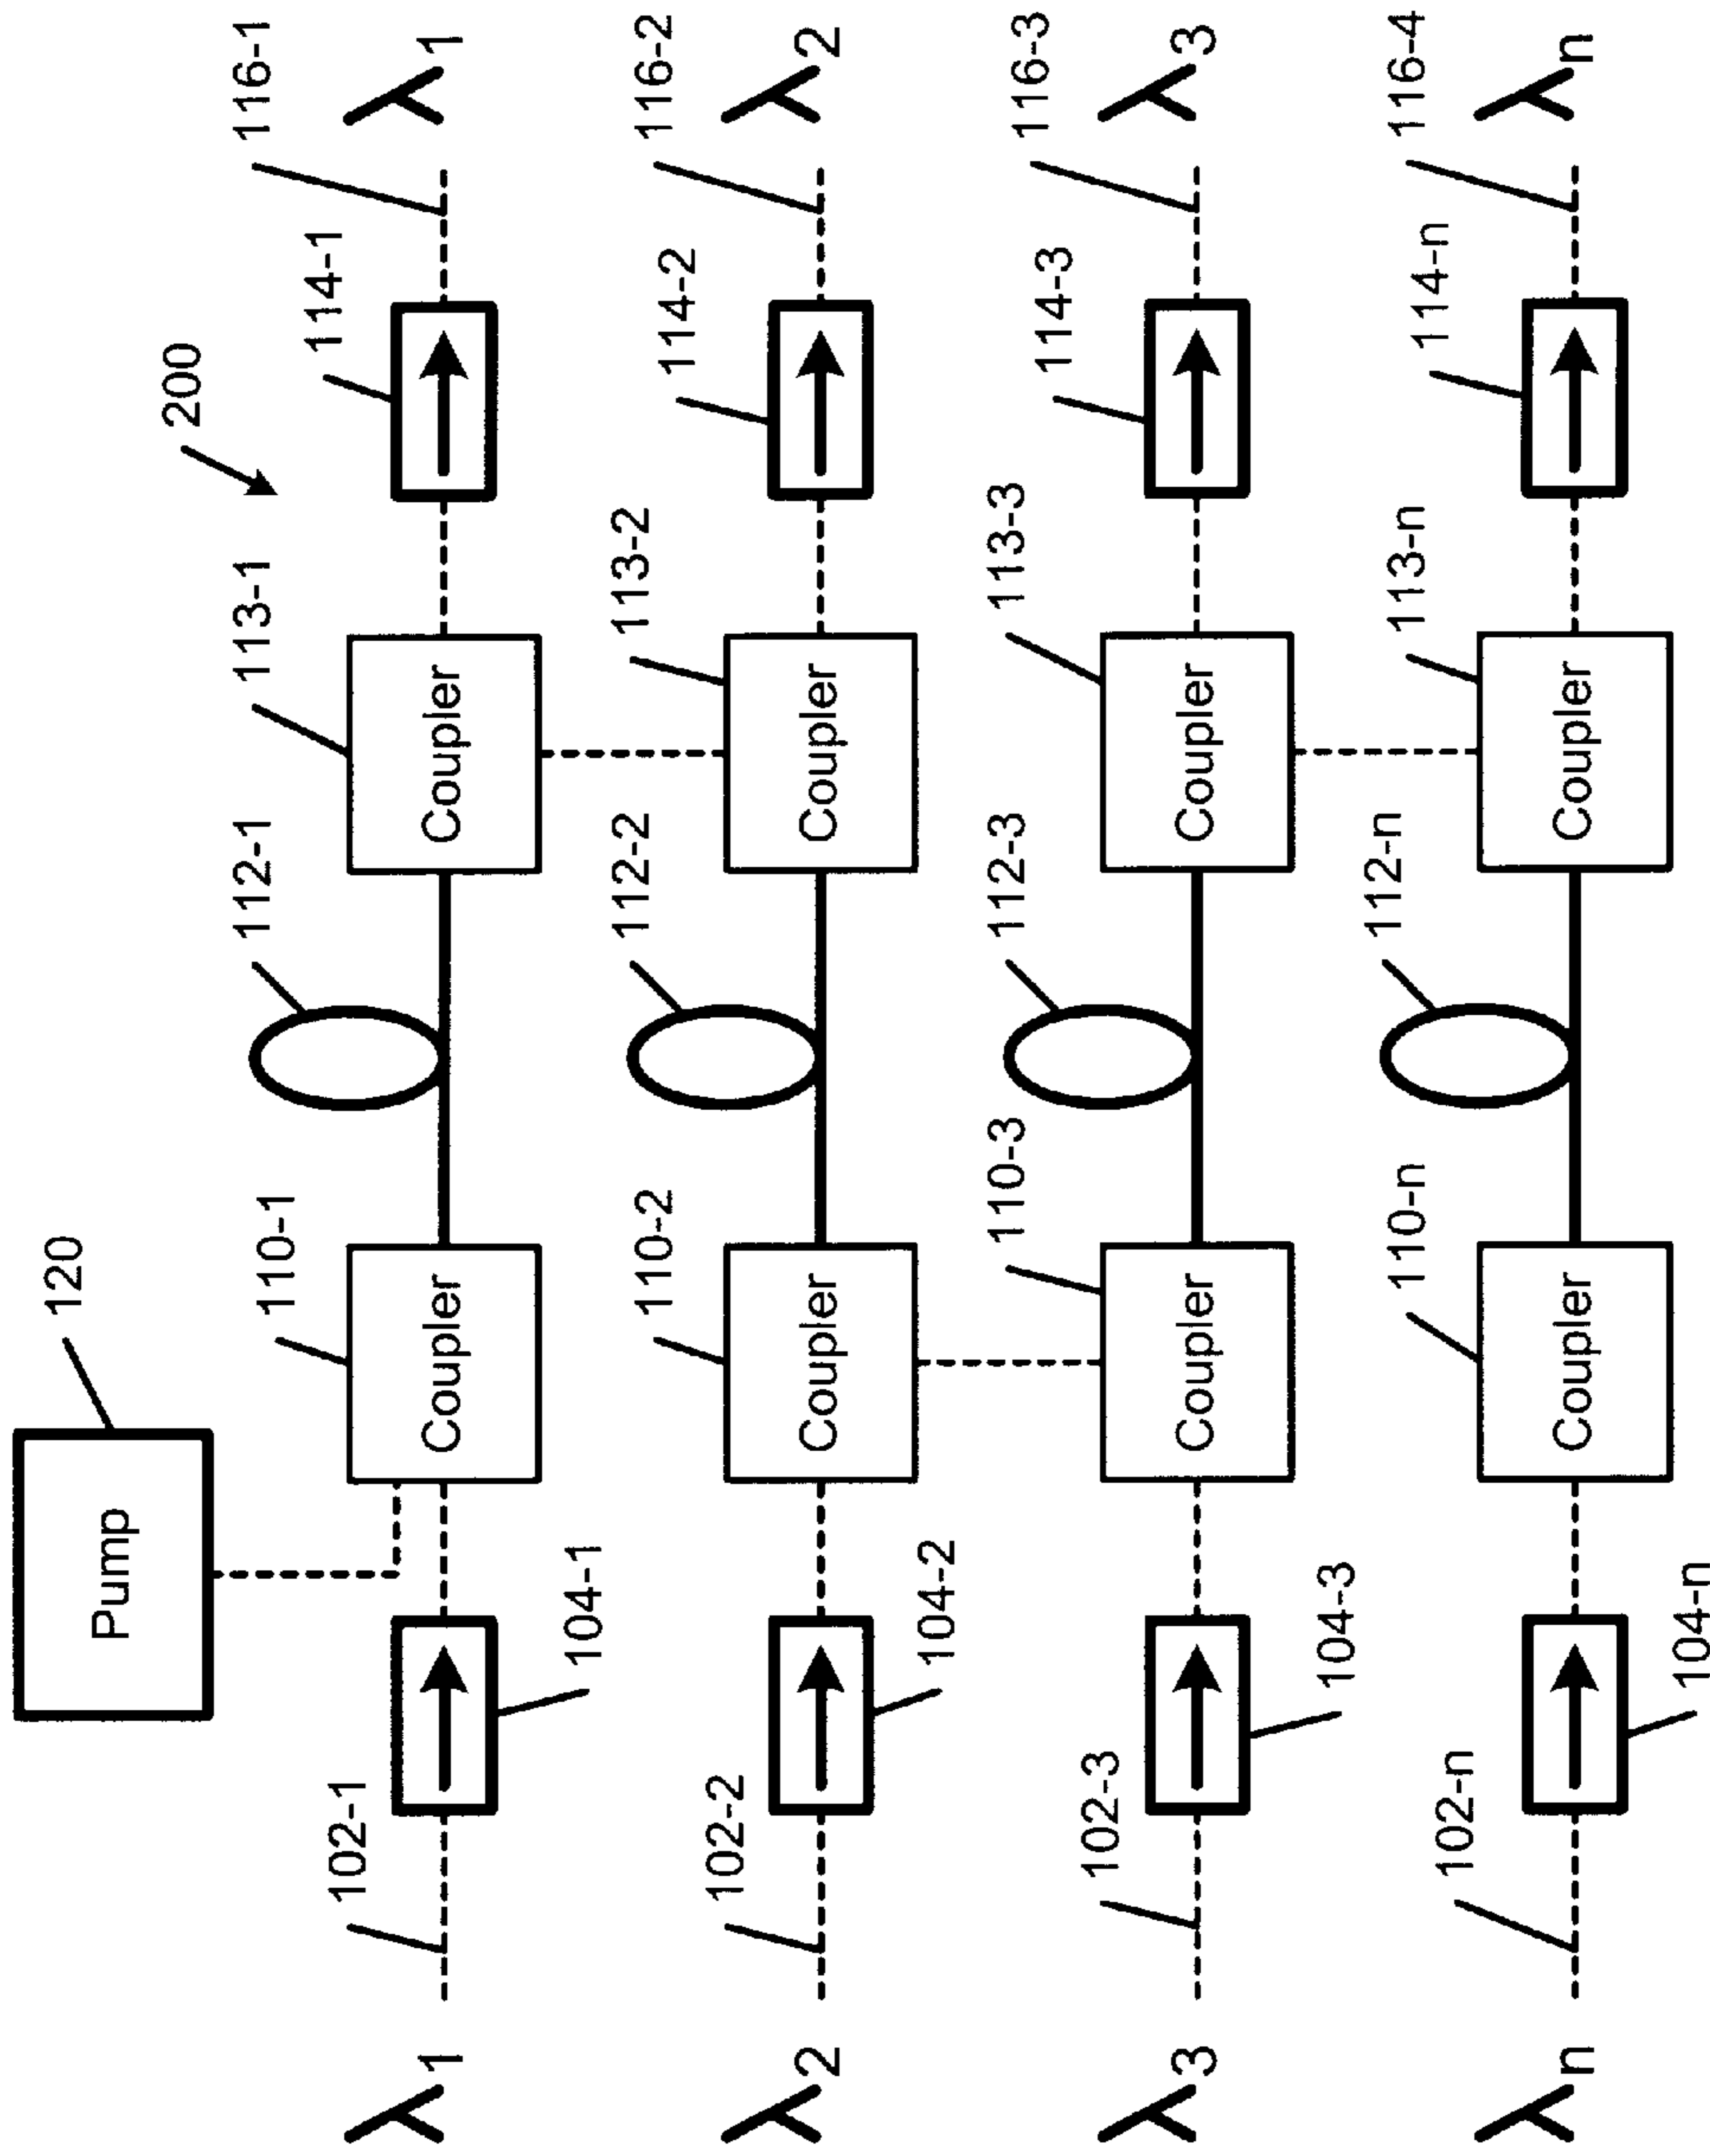 120
Pump
200
110-1
112-1
113-1
114-1
116-1
λ1
102-1
Coupler
Coupler
λ1
104-1
110-2
112-2
113-2
114-2
116-2
λ2
102-2
Coupler
Coupler
λ2
104-2
110-3
112-3
113-3
114-3
116-3
λ3
102-3
Coupler
Coupler
λ3
104-3
110-n
112-n
113-n
114-n
116-4
λn
102-n
Coupler
Coupler
λn
104-n